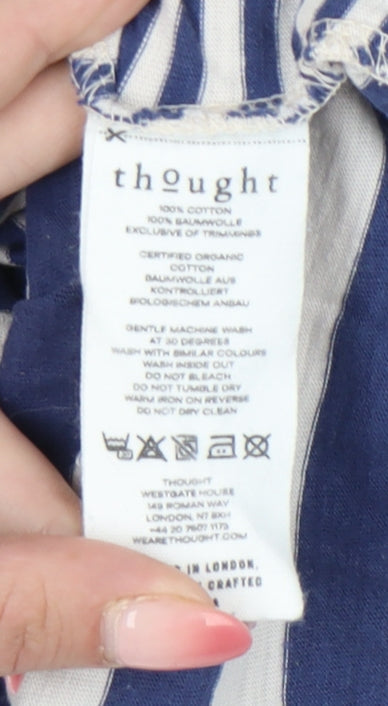 thought
100% COTTON
100% BAUMWOLLE
EXCLUSIVE OF TRIMMINGS
CERTIFIED ORGANIC
COTTON
BAUMWOLLE AUS
KONTROLLIERT
BIOLOGISCHEM ANBAU
GENTLE MACHINE WASH
AT 30 DEGREES
WASH WITH SIMILAR COLOURS
WASH INSIDE OUT
DO NOT BLEACH
DO NOT TUMBLE DRY
WARM IRON ON REVERSE
DO NOT DRY CLEAN
THOUGHT
WESTGATE HOUSE
149 ROMAN WAY
LONDON, N7 8XH
+44 20 7607 1173
WEARETHOUGHT.COM
IN LONDON,
CRAFTED